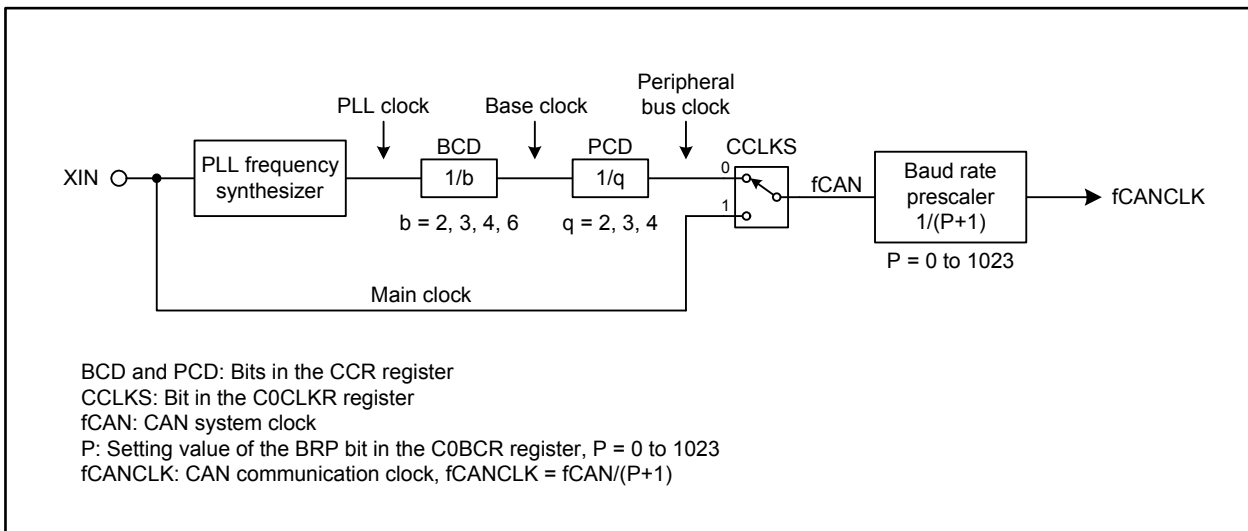 Peripheral
bus clock
PLL clock
Base clock
BCD
PCD
CCLKS
XIN
PLL frequency
synthesizer
1/b
1/q
0
1
fCAN
Baud rate
prescaler
1/(P+1)
fCANCLK
b = 2, 3, 4, 6
q = 2, 3, 4
P = 0 to 1023
Main clock
BCD and PCD: Bits in the CCR register
CCLKS: Bit in the C0CLKR register
fCAN: CAN system clock
P: Setting value of the BRP bit in the C0BCR register, P = 0 to 1023
fCANCLK: CAN communication clock, fCANCLK = fCAN/(P+1)